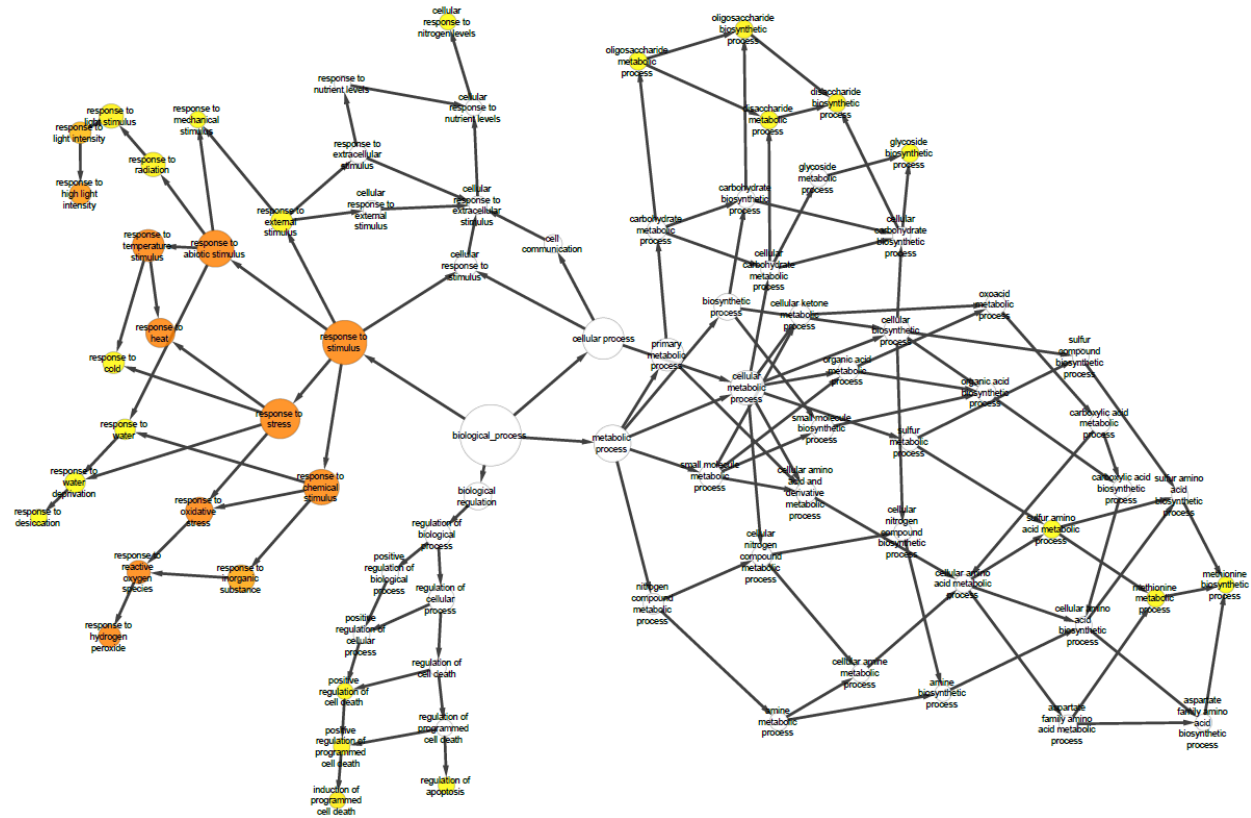 cellular
response to
nitrogen levels
oligosaccharide
biosynthetic
process
oligosaccharide
metabolic
process
response to
nutrient levels
cellular
response to
nutrient levels
disaccharide
biosynthetic
process
disaccharide
metabolic
process
response to
light stimulus
response to
mechanical
stimulus
response to
light intensity
response to
radiation
response to
high light
intensity
response to
extracellular
stimulus
glycoside
biosynthetic
process
glycoside
metabolic
process
cellular
response to
external
stimulus
cellular
response to
extracellular
stimulus
carbohydrate
biosynthetic
process
response to
external
stimulus
carbohydrate
metabolic
process
cellular
carbohydrate
biosynthetic
process
response to
temperature
stimulus
response to
abiotic stimulus
cell
communication
cellular
response to
stimulus
cellular
carbohydrate
metabolic
process
biosynthetic
process
cellular ketone
metabolic
process
oxoacid
metabolic
process
response to
heat
response to
stimulus
cellular process
primary
metabolic
process
cellular
biosynthetic
process
sulfur
compound
biosynthetic
process
response to
cold
cellular
metabolic
process
organic acid
metabolic
process
organic acid
biosynthetic
process
response to
stress
response to
water
biological_process
metabolic
process
small molecule
biosynthetic
process
sulfur
metabolic
process
carboxylic acid
metabolic
process
response to
water
deprivation
response to
chemical
stimulus
small molecule
metabolic
process
cellular amino
acid and
derivative
metabolic
process
carboxylic acid
biosynthetic
process
sulfur amino
acid
biosynthetic
process
response to
desiccation
response to
oxidative
stress
biological
regulation
regulation of
biological
process
cellular
nitrogen
compound
biosynthetic
process
sulfur amino
acid metabolic
process
response to
reactive
oxygen
species
response to
inorganic
substance
positive
regulation of
biological
process
cellular
nitrogen
compound
metabolic
process
cellular amino
acid metabolic
process
methionine
metabolic
process
methionine
biosynthetic
process
regulation of
cellular
process
nitrogen
compound
metabolic
process
response to
hydrogen
peroxide
positive
regulation of
cellular
process
cellular amino
acid
biosynthetic
process
regulation of
cell death
cellular amine
metabolic
process
positive
regulation of
cell death
amine
biosynthetic
process
regulation of
programmed
cell death
amine
metabolic
process
aspartate
family amino
acid metabolic
process
aspartate
family amino
acid
biosynthetic
process
positive
regulation of
programmed
cell death
regulation of
apoptosis
induction of
programmed
cell death